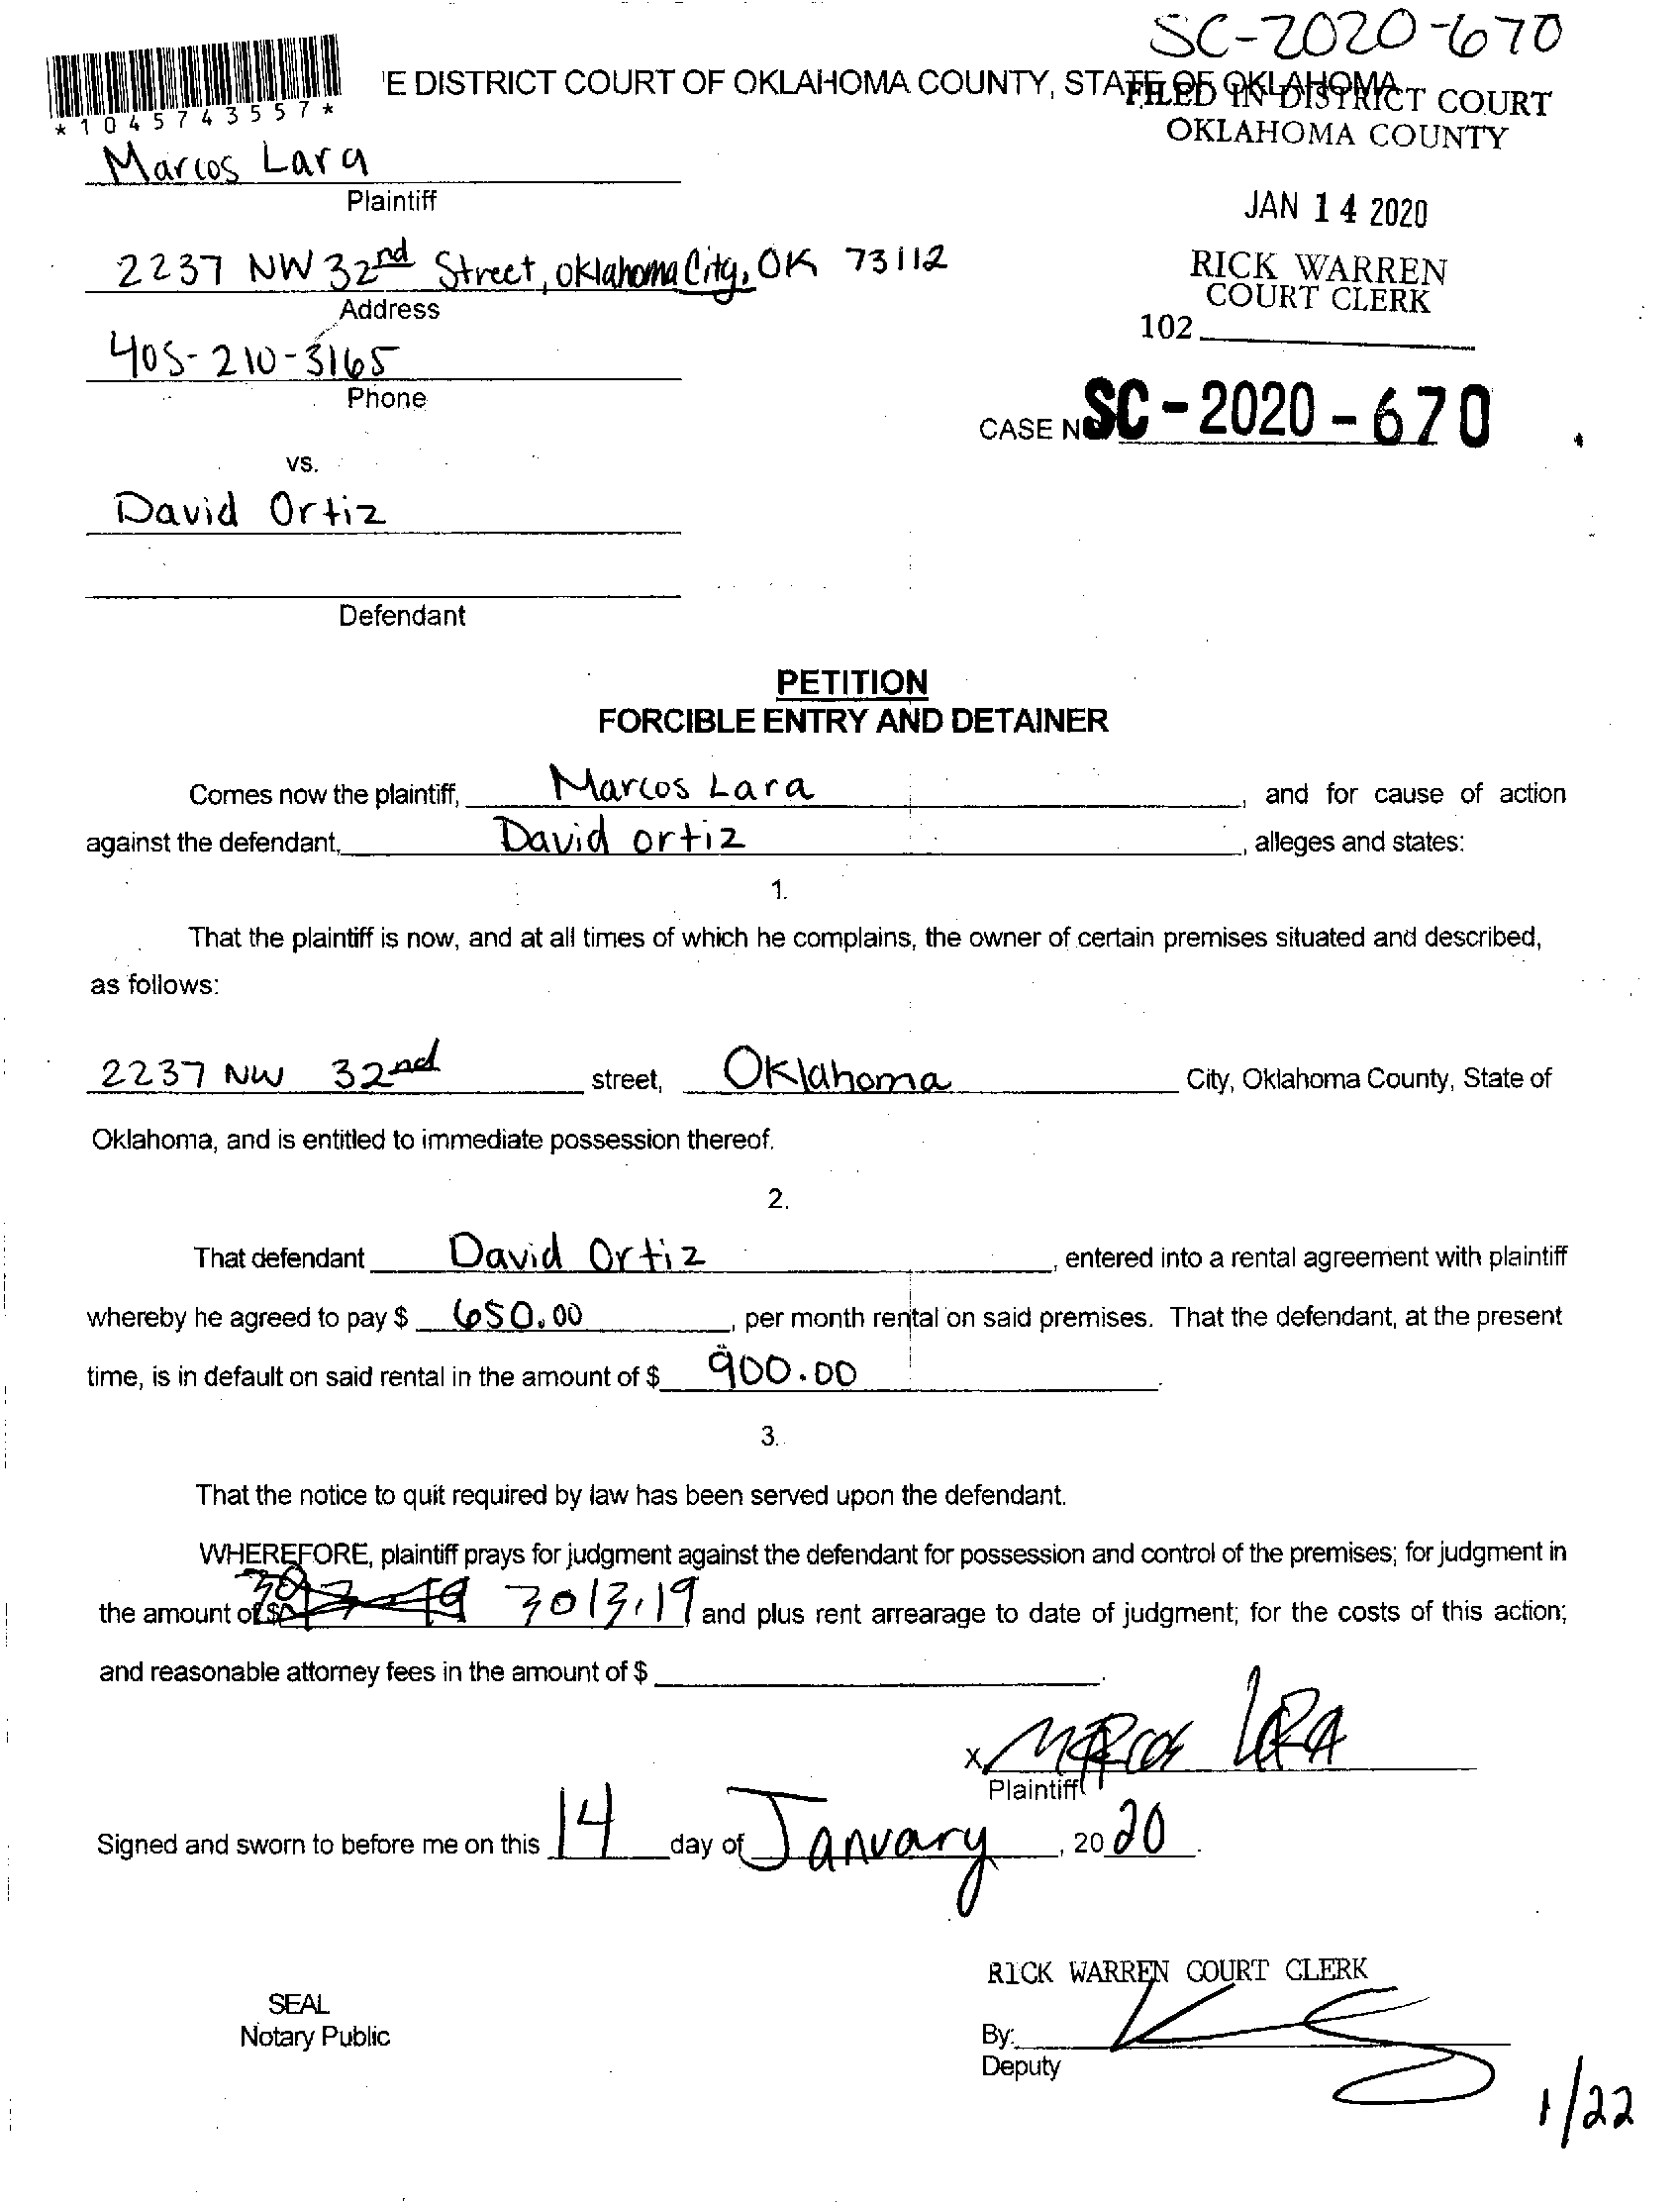 SC-2020-670
'E DISTRICT COURT OF OKLAHOMA COUNTY, STATE OF OKLAHOMA
FILED IN DISTRICT COURT
OKLAHOMA COUNTY
*1045743557*
Marcos Lara
Plaintiff
JAN 14 2020
2237 NW 32nd Street, Oklahoma City, OK 73112
Address
RICK WARREN
COURT CLERK
102
405-210-3165
Phone
CASE NO SC-2020-670
vs.
David Ortiz
Defendant
PETITION
FORCIBLE ENTRY AND DETAINER
Comes now the plaintiff, Marcos Lara, and for cause of action
against the defendant, David ortiz, alleges and states:
1.
That the plaintiff is now, and at all times of which he complains, the owner of certain premises situated and described,
as follows:
2237 NW 32nd street, Oklahoma City, Oklahoma County, State of
Oklahoma, and is entitled to immediate possession thereof.
2.
That defendant David Ortiz, entered into a rental agreement with plaintiff
whereby he agreed to pay $ 650.00, per month rental on said premises. That the defendant, at the present
time, is in default on said rental in the amount of $ 900.00.
3.
That the notice to quit required by law has been served upon the defendant.
WHEREFORE, plaintiff prays for judgment against the defendant for possession and control of the premises; for judgment in
the amount of $ 3013,19 and plus rent arrearage to date of judgment; for the costs of this action;
and reasonable attorney fees in the amount of $ .
x Marcos LARA
Plaintiff
Signed and sworn to before me on this 14 day of January, 2020.
RICK WARREN COURT CLERK
SEAL
Notary Public
By:
Deputy
1/22